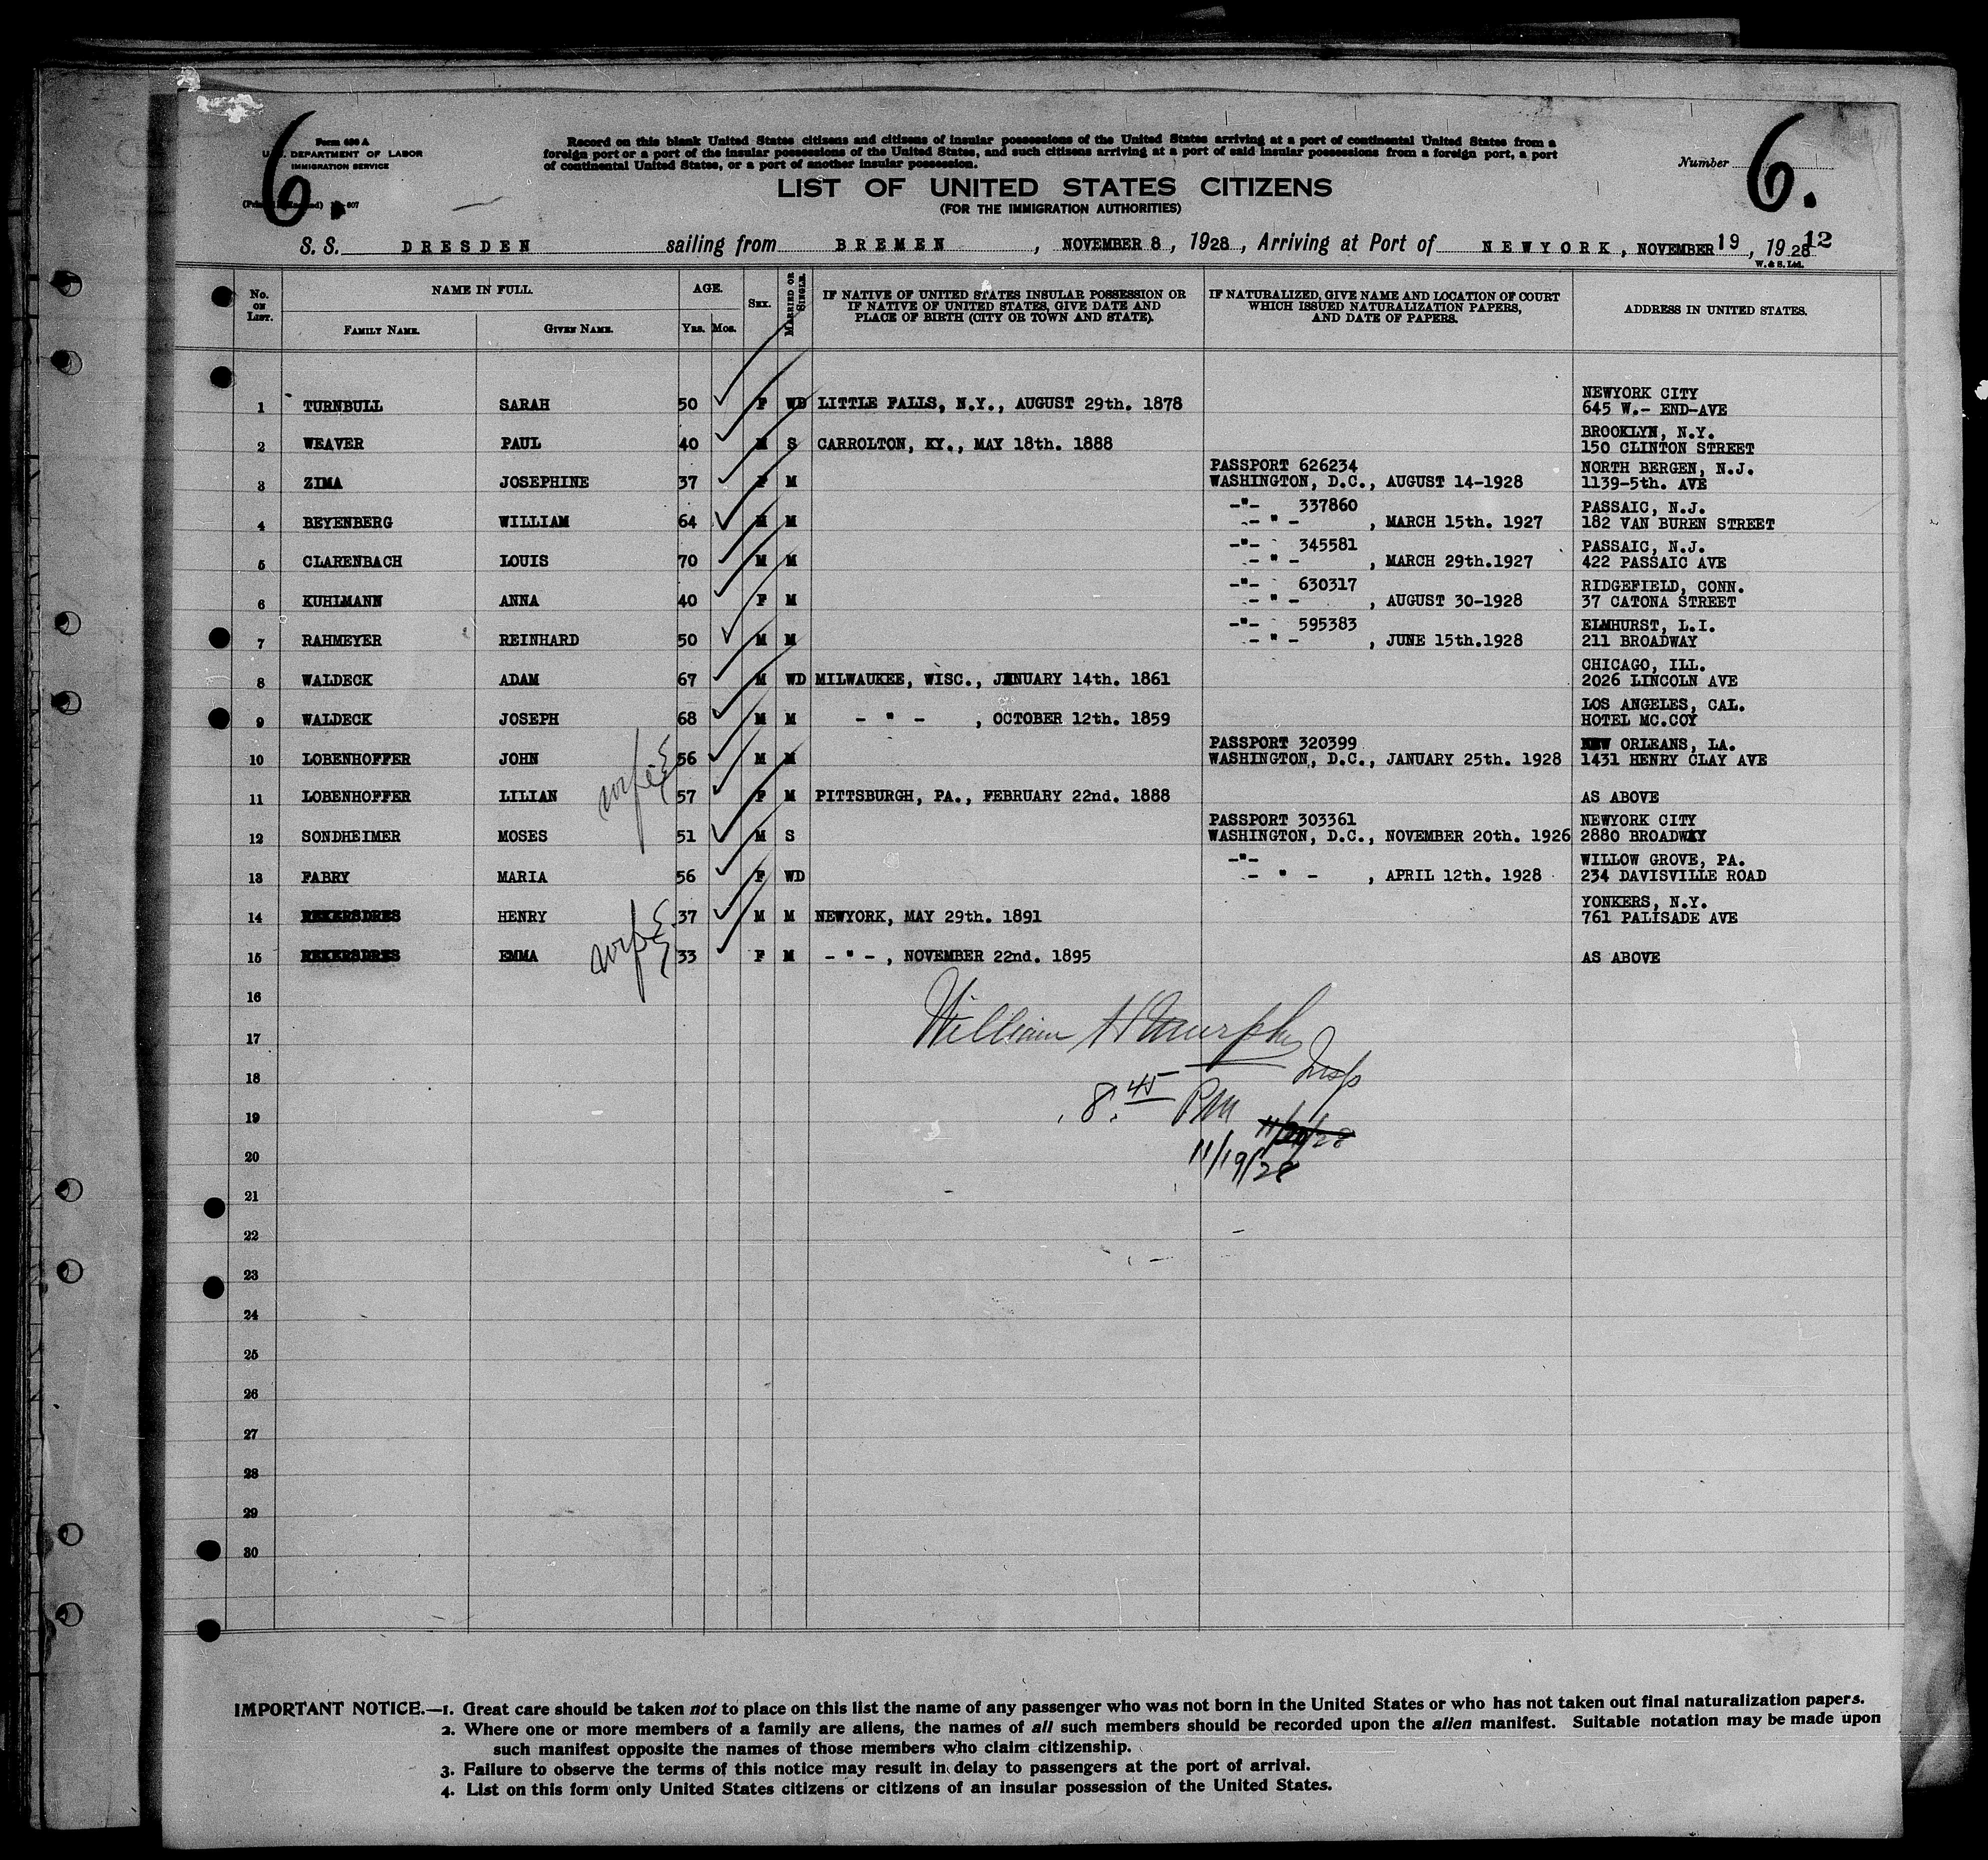 6.
Form 630 A
U.S. DEPARTMENT OF LABOR
IMMIGRATION SERVICE
Record on this blank United States citizens and citizens of insular possessions of the United States arriving at a port of continental United States from a
foreign port or a port of the insular possessions of the United States, and such citizens arriving at a port of said insular possessions from a foreign port, a port
of continental United States, or a port of another insular possession.
Number 6.
LIST OF UNITED STATES CITIZENS
(FOR THE IMMIGRATION AUTHORITIES)
S. S. DRESDEN sailing from BREMEN, NOVEMBER 8, 1928, Arriving at Port of NEWYORK, NOVEMBER 19, 1928 12
W. & S. Ltd.
No. on List. NAME IN FULL. AGE. Sex. Married or Single. IF NATIVE OF UNITED STATES INSULAR POSSESSION OR IF NATIVE OF UNITED STATES, GIVE DATE AND PLACE OF BIRTH (CITY OR TOWN AND STATE). IF NATURALIZED, GIVE NAME AND LOCATION OF COURT WHICH ISSUED NATURALIZATION PAPERS, AND DATE OF PAPERS. ADDRESS IN UNITED STATES.
Family Name. Given Name. Yrs. Mos.
NEWYORK CITY
1 TURNBULL SARAH 50 F WD LITTLE FALLS, N.Y., AUGUST 29th. 1878 645 W.- END-AVE
BROOKLYN, N.Y.
2 WEAVER PAUL 40 M S CARROLTON, KY., MAY 18th. 1888 150 CLINTON STREET
PASSPORT 626234 NORTH BERGEN, N.J.
3 ZIMA JOSEPHINE 37 F M WASHINGTON, D.C., AUGUST 14-1928 1139-5th. AVE
-"- 337860 PASSAIC, N.J.
4 BEYENBERG WILLIAM 64 M M - " - , MARCH 15th. 1927 182 VAN BUREN STREET
-"- 345581 PASSAIC, N.J.
5 CLARENBACH LOUIS 70 M M - " - , MARCH 29th.1927 422 PASSAIC AVE
-"- 630317 RIDGEFIELD, CONN.
6 KUHLMANN ANNA 40 F M - " - , AUGUST 30-1928 37 CATONA STREET
-"- 595383 ELMHURST, L.I.
7 RAHMEYER REINHARD 50 M M - " - , JUNE 15th.1928 211 BROADWAY
CHICAGO, ILL.
8 WALDECK ADAM 67 M WD MILWAUKEE, WISC., JANUARY 14th. 1861 2026 LINCOLN AVE
LOS ANGELES, CAL.
9 WALDECK JOSEPH 68 M M - " - , OCTOBER 12th. 1859 HOTEL MC.COY
PASSPORT 320399 NEW ORLEANS, LA.
10 LOBENHOFFER JOHN 56 M M WASHINGTON, D.C., JANUARY 25th. 1928 1431 HENRY CLAY AVE
11 LOBENHOFFER LILIAN wife 57 F M PITTSBURGH, PA., FEBRUARY 22nd. 1888 AS ABOVE
PASSPORT 303361 NEWYORK CITY
12 SONDHEIMER MOSES 51 M S WASHINGTON, D.C., NOVEMBER 20th. 1926 2880 BROADWAY
-"- WILLOW GROVE, PA.
13 FABRY MARIA 56 F WD - " - , APRIL 12th. 1928 234 DAVISVILLE ROAD
YONKERS, N.Y.
14 REKERSDRES HENRY 37 M M NEWYORK, MAY 29th. 1891 761 PALISADE AVE
15 REKERSDRES EMMA wife 33 F M - " - , NOVEMBER 22nd. 1895 AS ABOVE
16
William H Murphy
17
Insp
18
8.45 PM
19
11/20/28
20
11/19/28
21
22
23
24
25
26
27
28
29
30
IMPORTANT NOTICE.—1. Great care should be taken not to place on this list the name of any passenger who was not born in the United States or who has not taken out final naturalization papers.
2. Where one or more members of a family are aliens, the names of all such members should be recorded upon the alien manifest. Suitable notation may be made upon
such manifest opposite the names of those members who claim citizenship.
3. Failure to observe the terms of this notice may result in delay to passengers at the port of arrival.
4. List on this form only United States citizens or citizens of an insular possession of the United States.